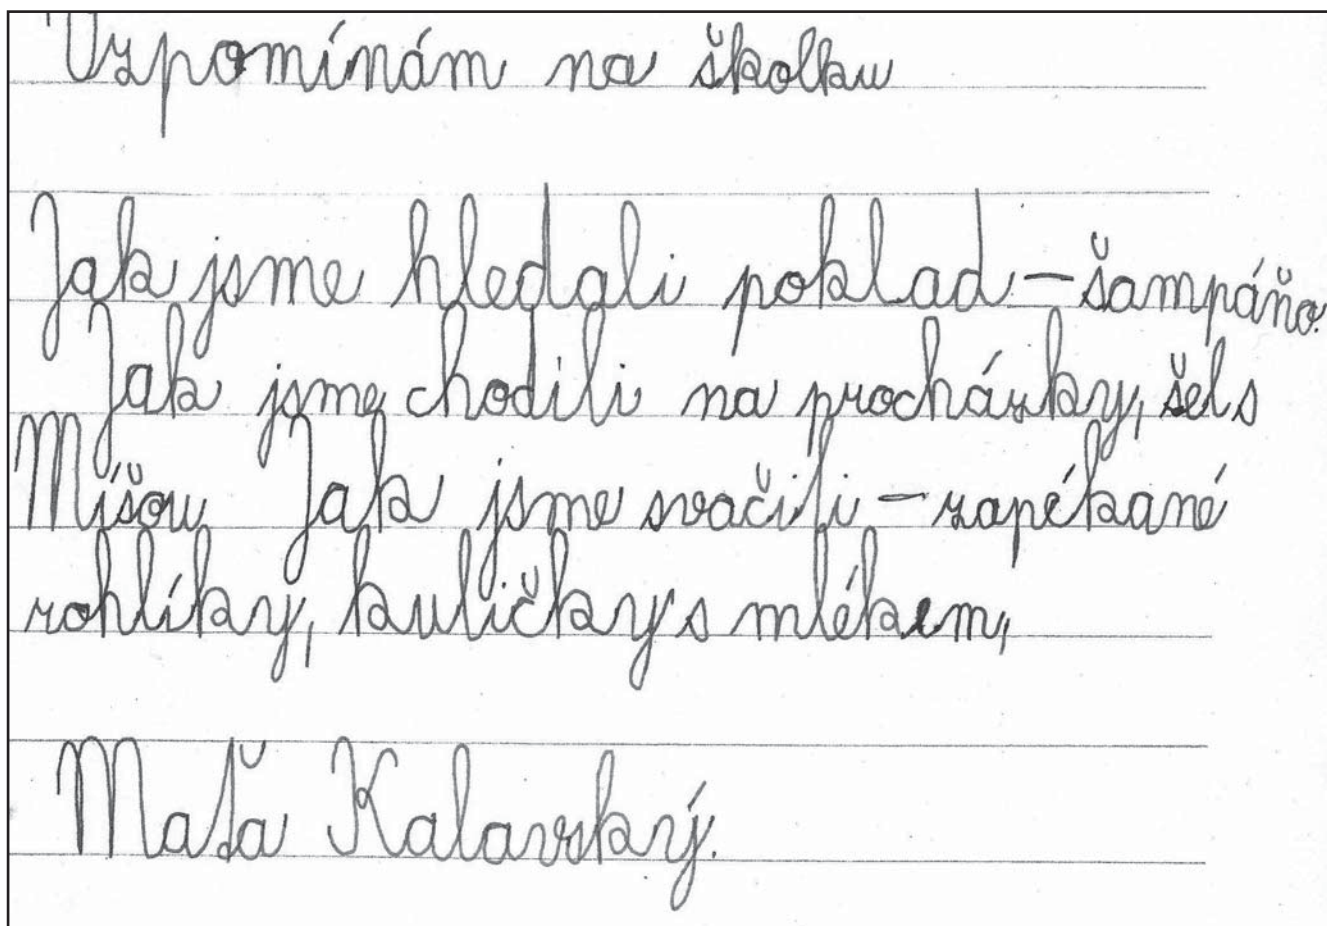 Vzpomínám na školku
Jak jsme hledali poklad – šampáňo.
Jak jsme chodili na procházky, šel s
Míšou Jak jsme svačili – zapékané
rohlíky, kuličky s mlékem,
Maťa Kalavský.